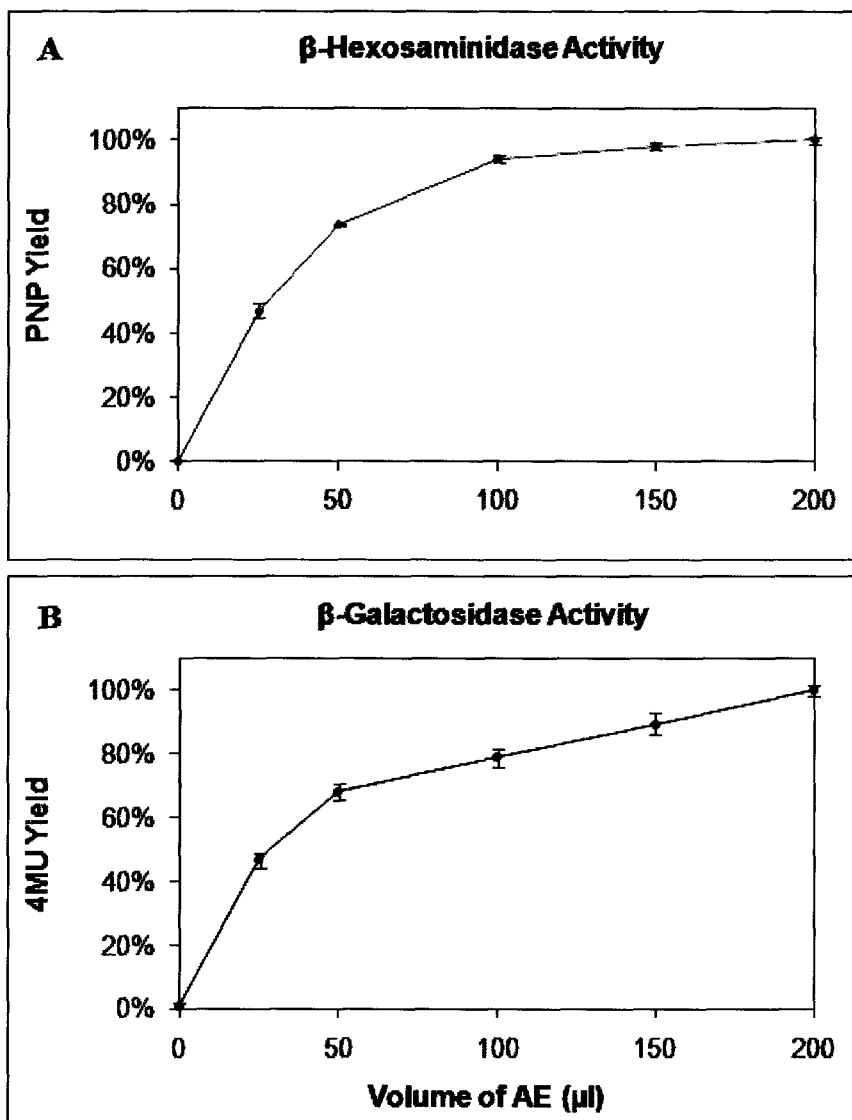 A
β-Hexosaminidase Activity
PNP Yield
100%
80%
60%
40%
20%
0%
0 50 100 150 200
B
β-Galactosidase Activity
4MU Yield
100%
80%
60%
40%
20%
0%
0 50 100 150 200
Volume of AE (µl)